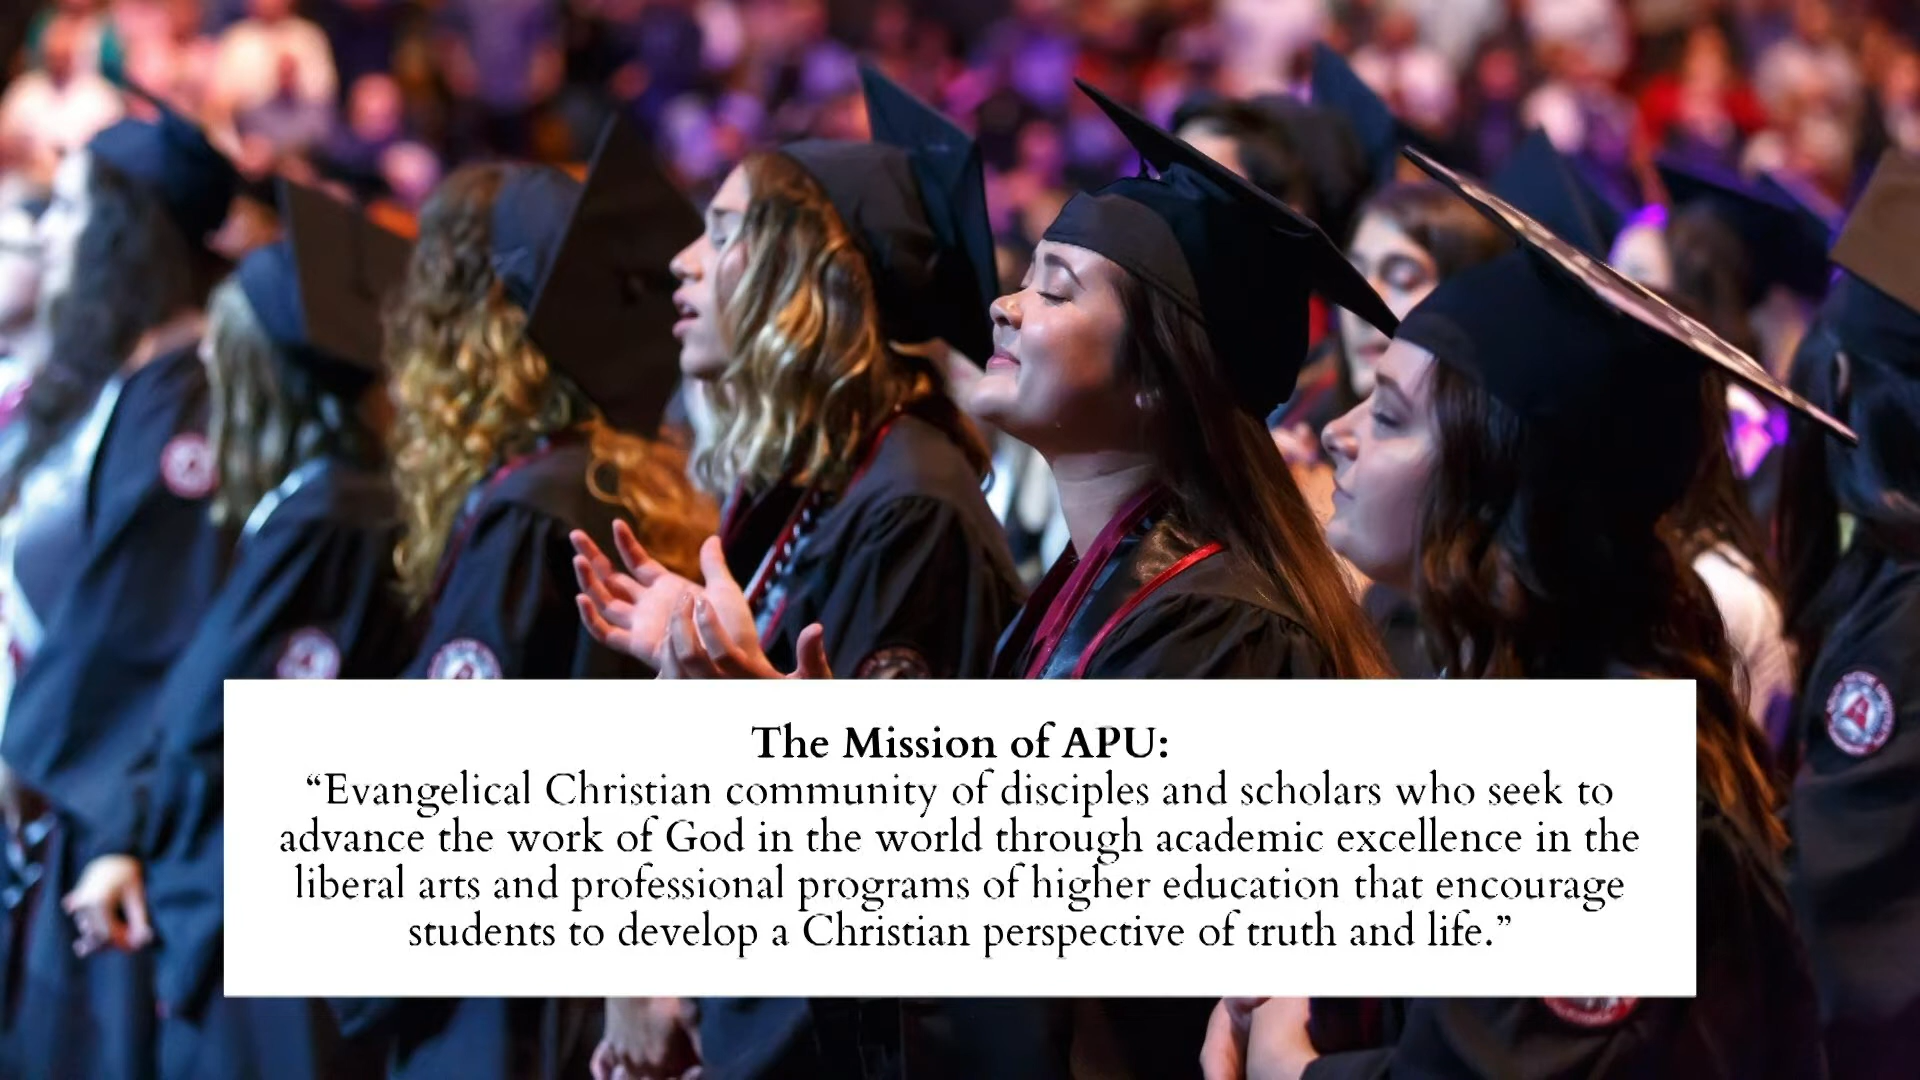 The Mission of APU:
“Evangelical Christian community of disciples and scholars who seek to
advance the work of God in the world through academic excellence in the
liberal arts and professional programs of higher education that encourage
students to develop a Christian perspective of truth and life.”
A